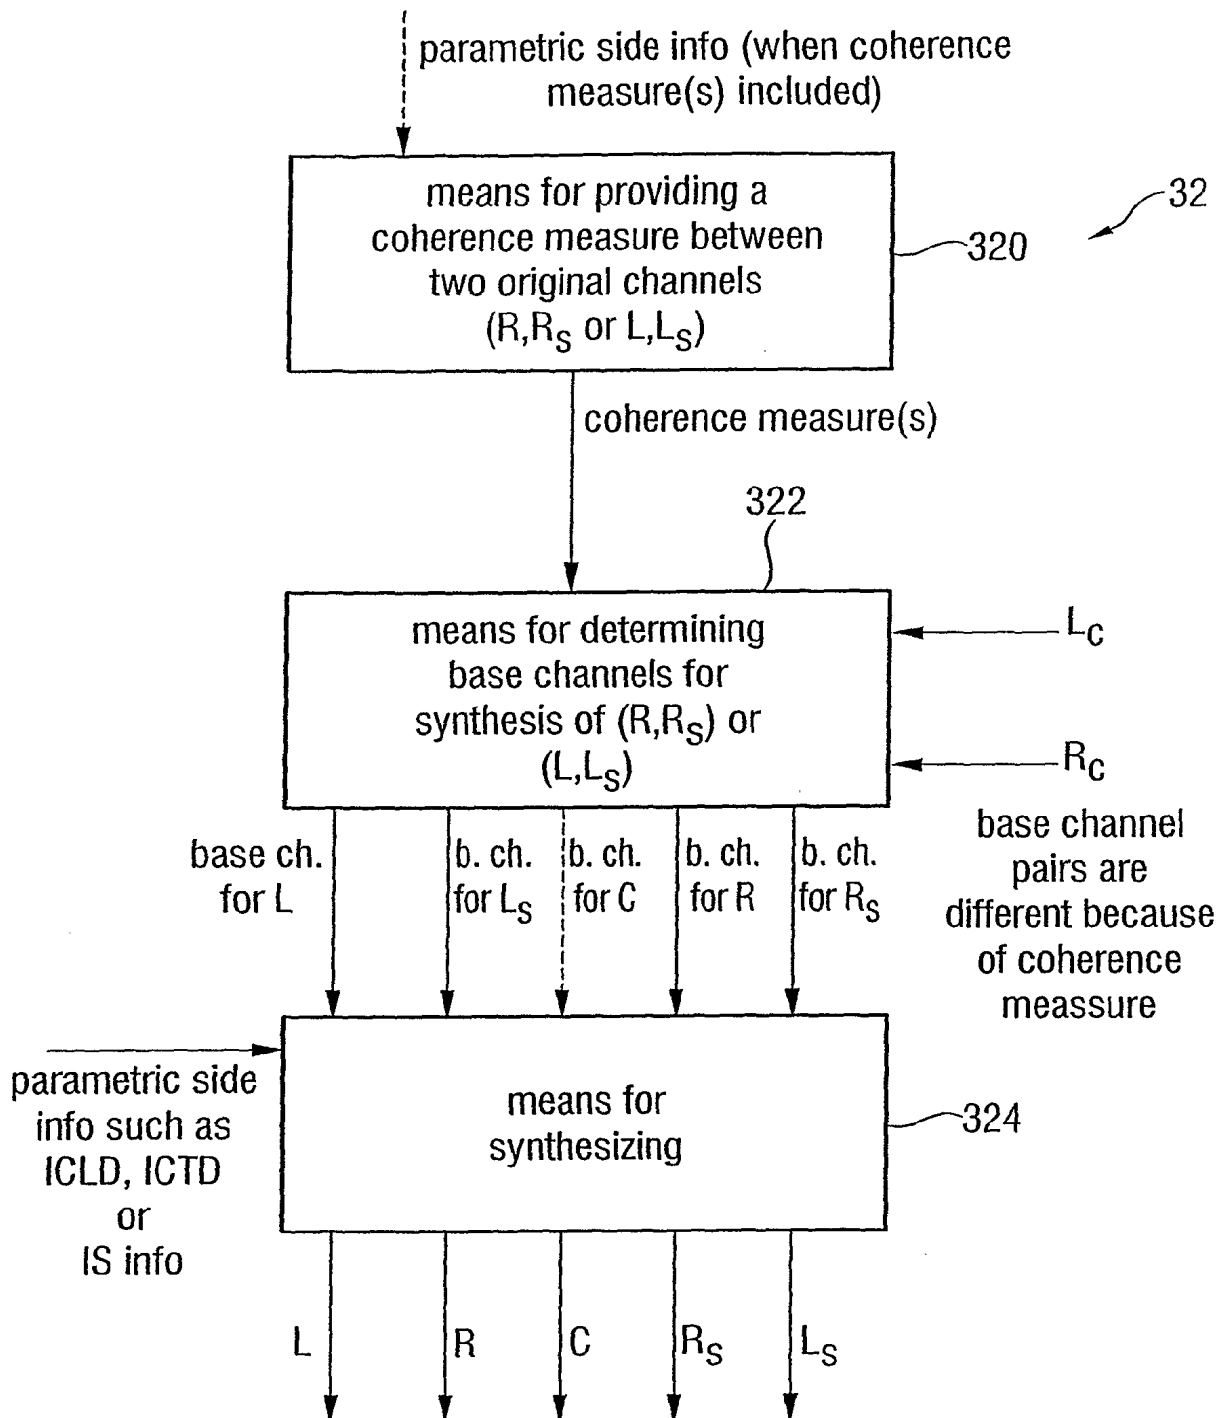 parametric side info (when coherence
measure(s) included)
means for providing a
coherence measure between
two original channels
(R,RS or L,LS)
32
320
coherence measure(s)
322
means for determining
base channels for
synthesis of (R,RS) or
(L,LS)
LC
RC
base channel
pairs are
different because
of coherence
meassure
base ch.
for L
b. ch.
for LS
b. ch.
for C
b. ch.
for R
b. ch.
for RS
parametric side
info such as
ICLD, ICTD
or
IS info
means for
synthesizing
324
L
R
C
RS
LS